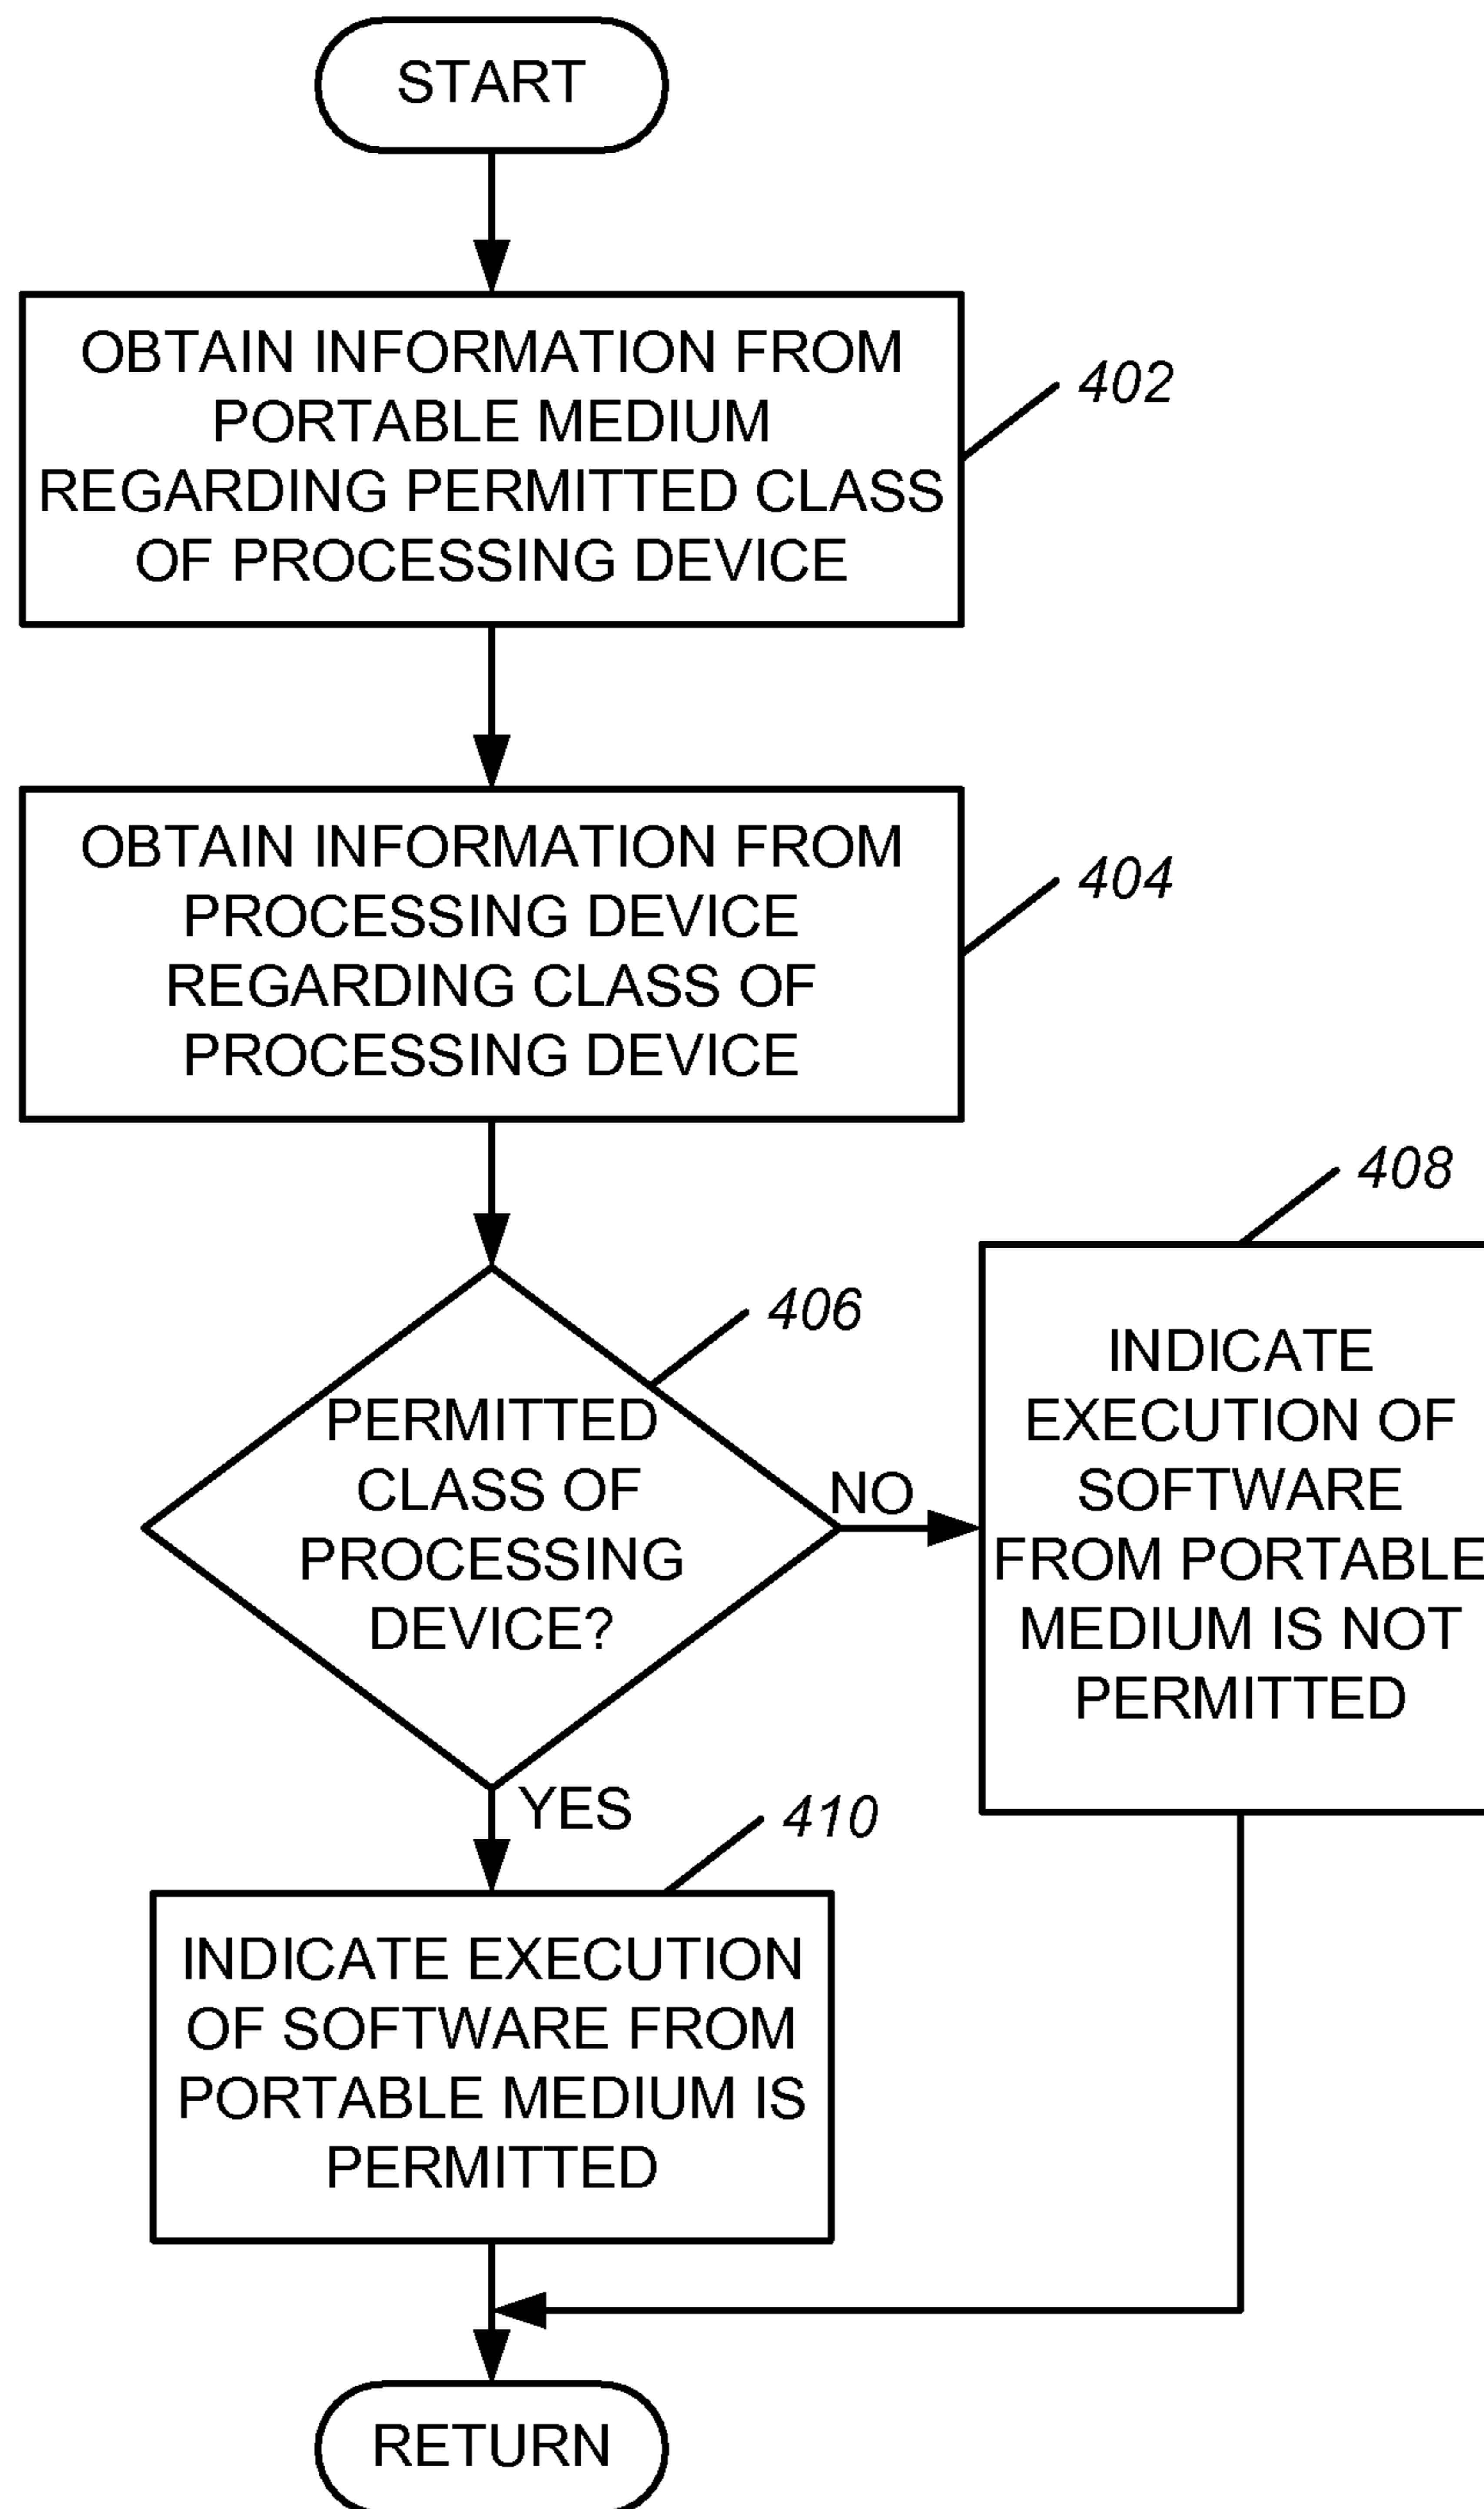 START
OBTAIN INFORMATION FROM
PORTABLE MEDIUM
REGARDING PERMITTED CLASS
OF PROCESSING DEVICE
402
OBTAIN INFORMATION FROM
PROCESSING DEVICE
REGARDING CLASS OF
PROCESSING DEVICE
404
406
PERMITTED
CLASS OF
PROCESSING
DEVICE?
NO
408
INDICATE
EXECUTION OF
SOFTWARE
FROM PORTABLE
MEDIUM IS NOT
PERMITTED
YES
410
INDICATE EXECUTION
OF SOFTWARE FROM
PORTABLE MEDIUM IS
PERMITTED
RETURN